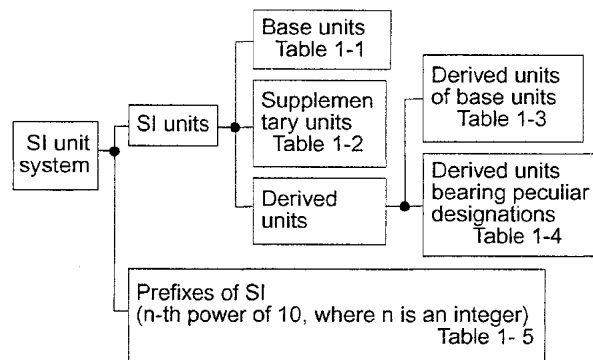 SI unit
system
SI units
Base units
Table 1-1
Supplemen
tary units
Table 1-2
Derived
units
Derived units
of base units
Table 1-3
Derived units
bearing peculiar
designations
Table 1-4
Prefixes of SI
(n-th power of 10, where n is an integer)
Table 1- 5